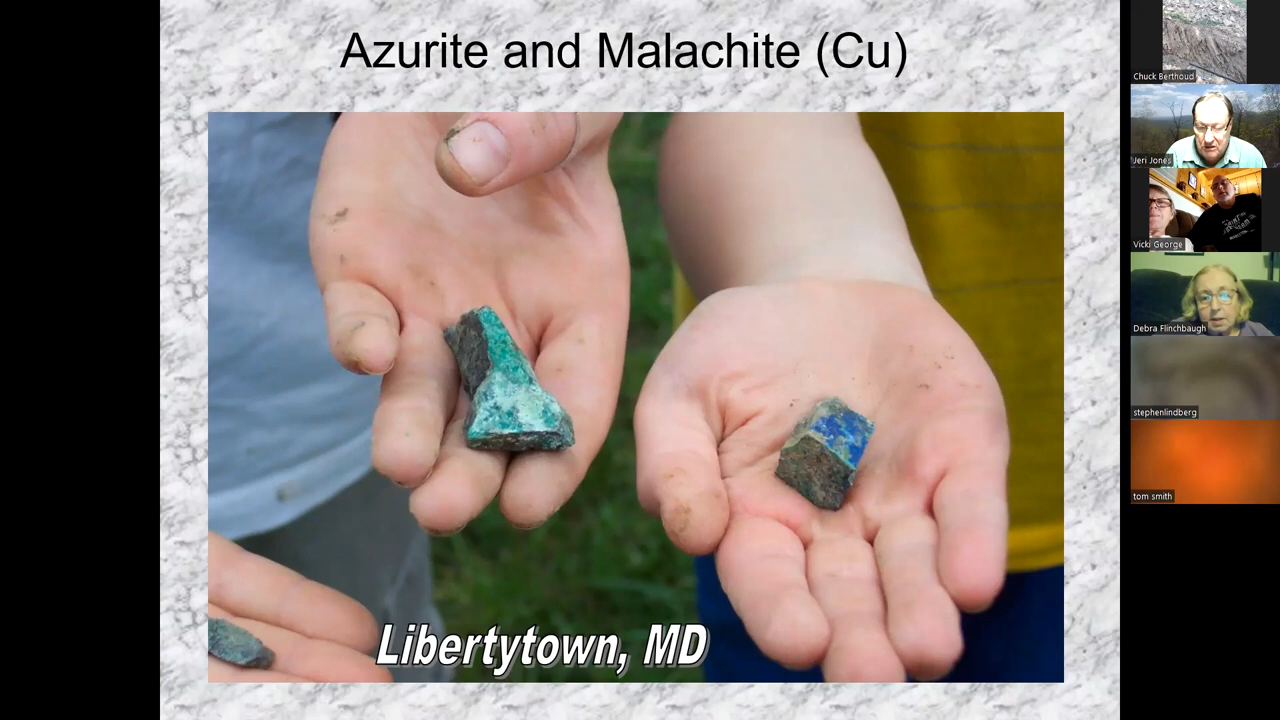 Azurite and Malachite (Cu)
Libertytown, MD
Chuck Berthoud
Jeri Jones
Vicki George
Debra Flinchbaugh
stephenlindberg
tom smith